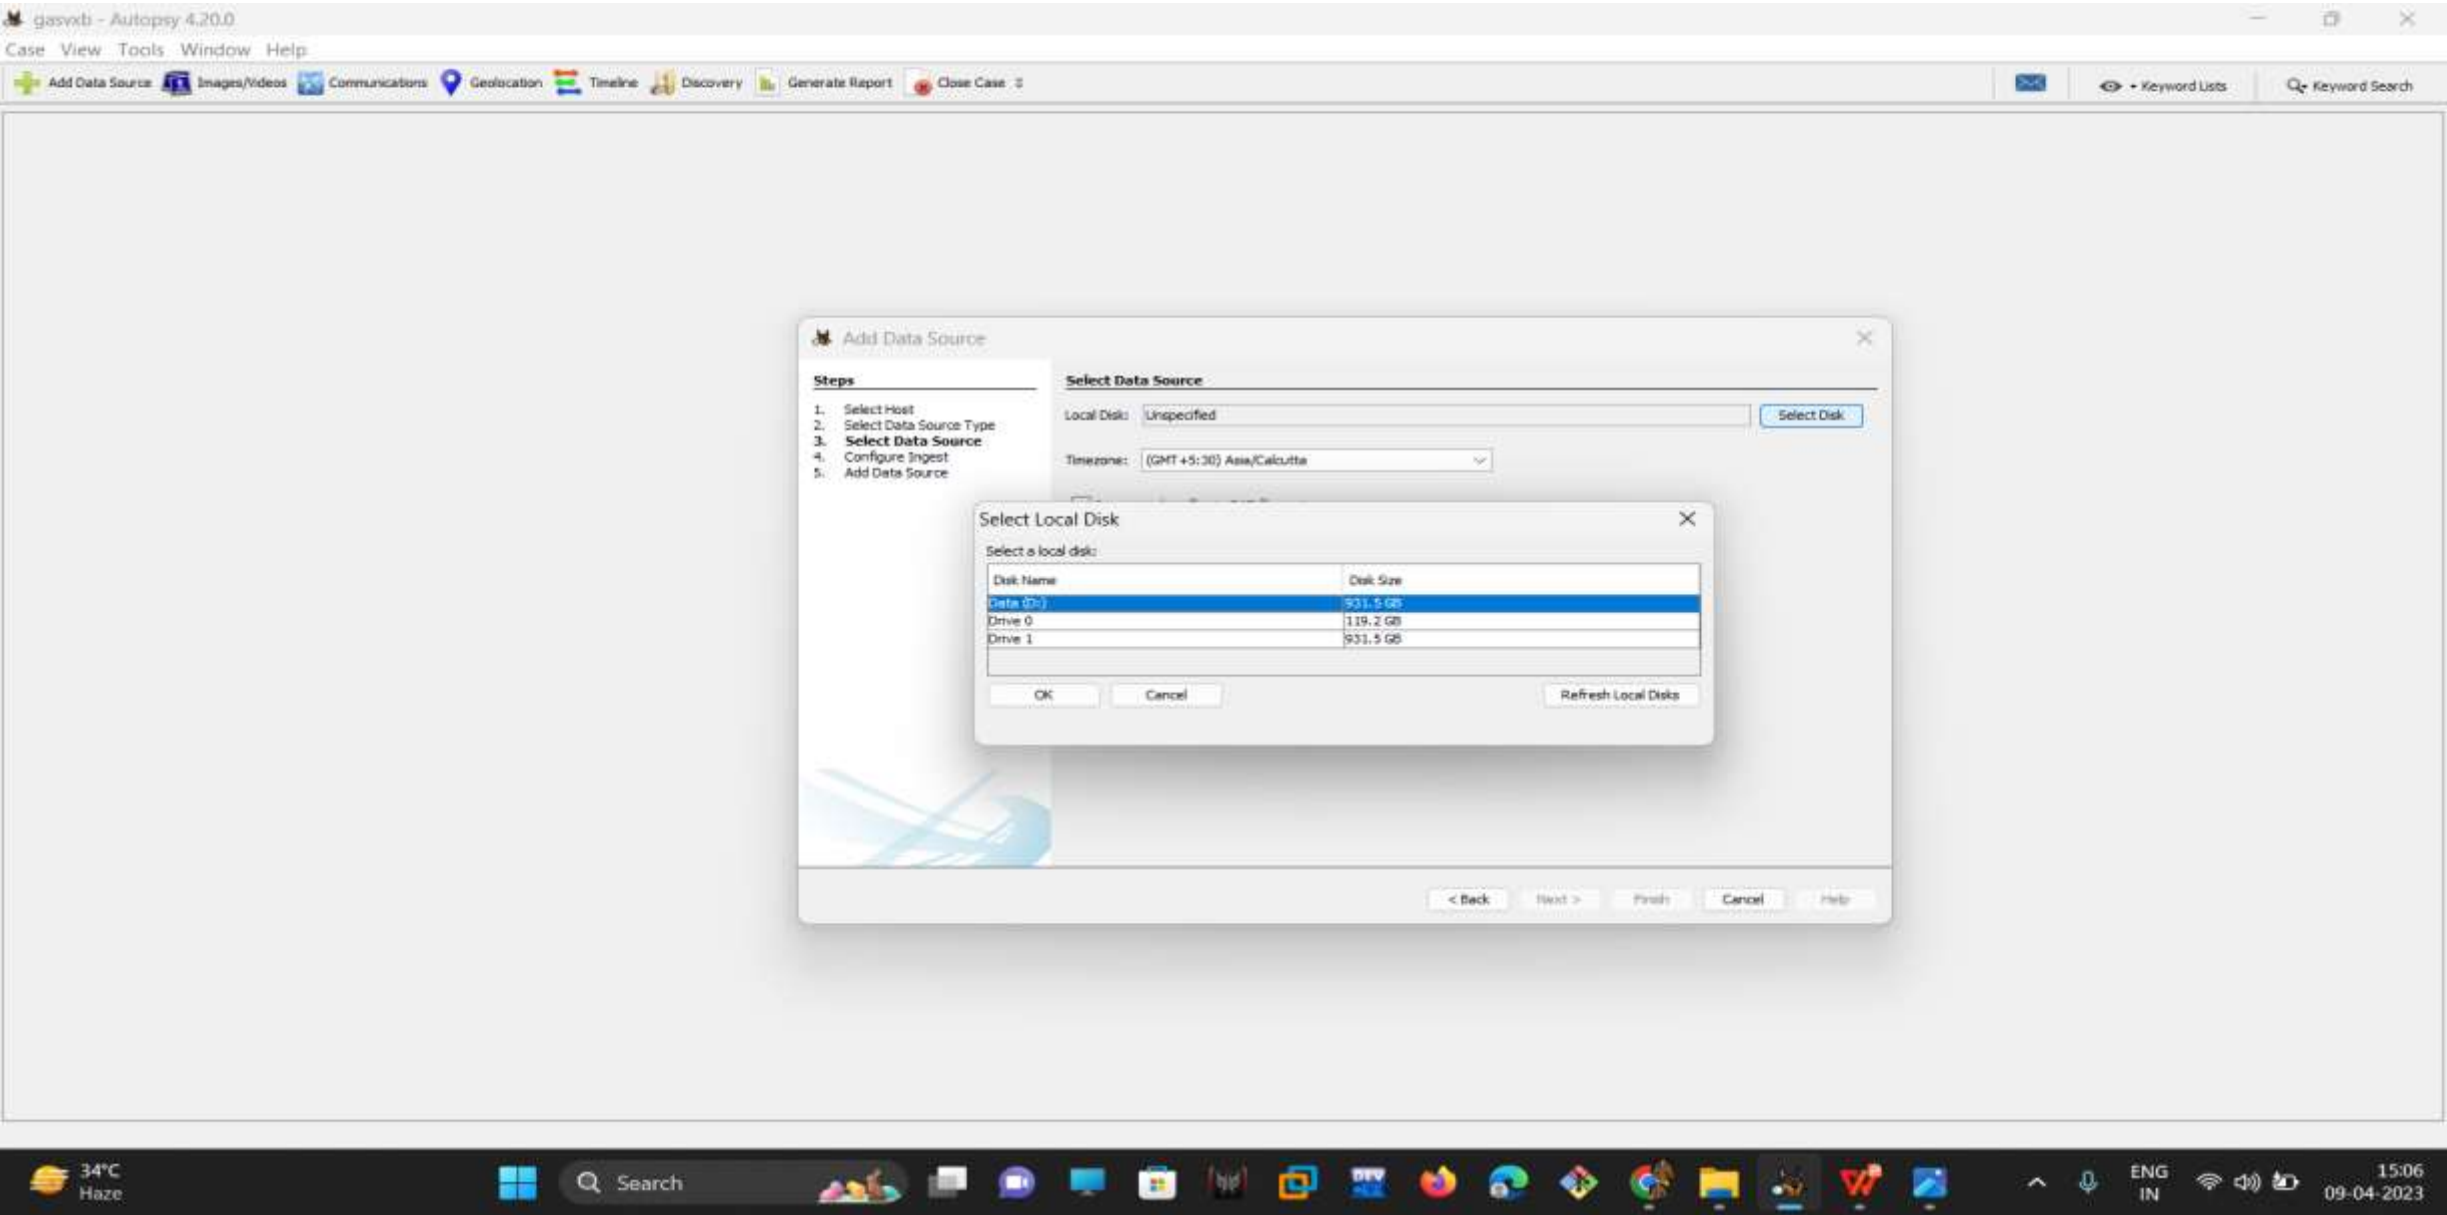 gasvxb - Autopsy 4.20.0
Case View Tools Window Help
Add Data Source Images/Videos Communications Geolocation Timeline Discovery Generate Report Close Case Keyword Lists Keyword Search
Add Data Source
Steps
1. Select Host
2. Select Data Source Type
3. Select Data Source
4. Configure Ingest
5. Add Data Source
Select Data Source
Local Disk: Unspecified Select Disk
Timezone: (GMT+5:30) Asia/Calcutta
Select Local Disk
Select a local disk:
Disk Name Disk Size
Data (D:) 931.5 GB
Drive 0 119.2 GB
Drive 1 931.5 GB
OK Cancel Refresh Local Disks
< Back Next > Finish Cancel Help
34°C
Haze
Search
DEV
ENG
IN
15:06
09-04-2023